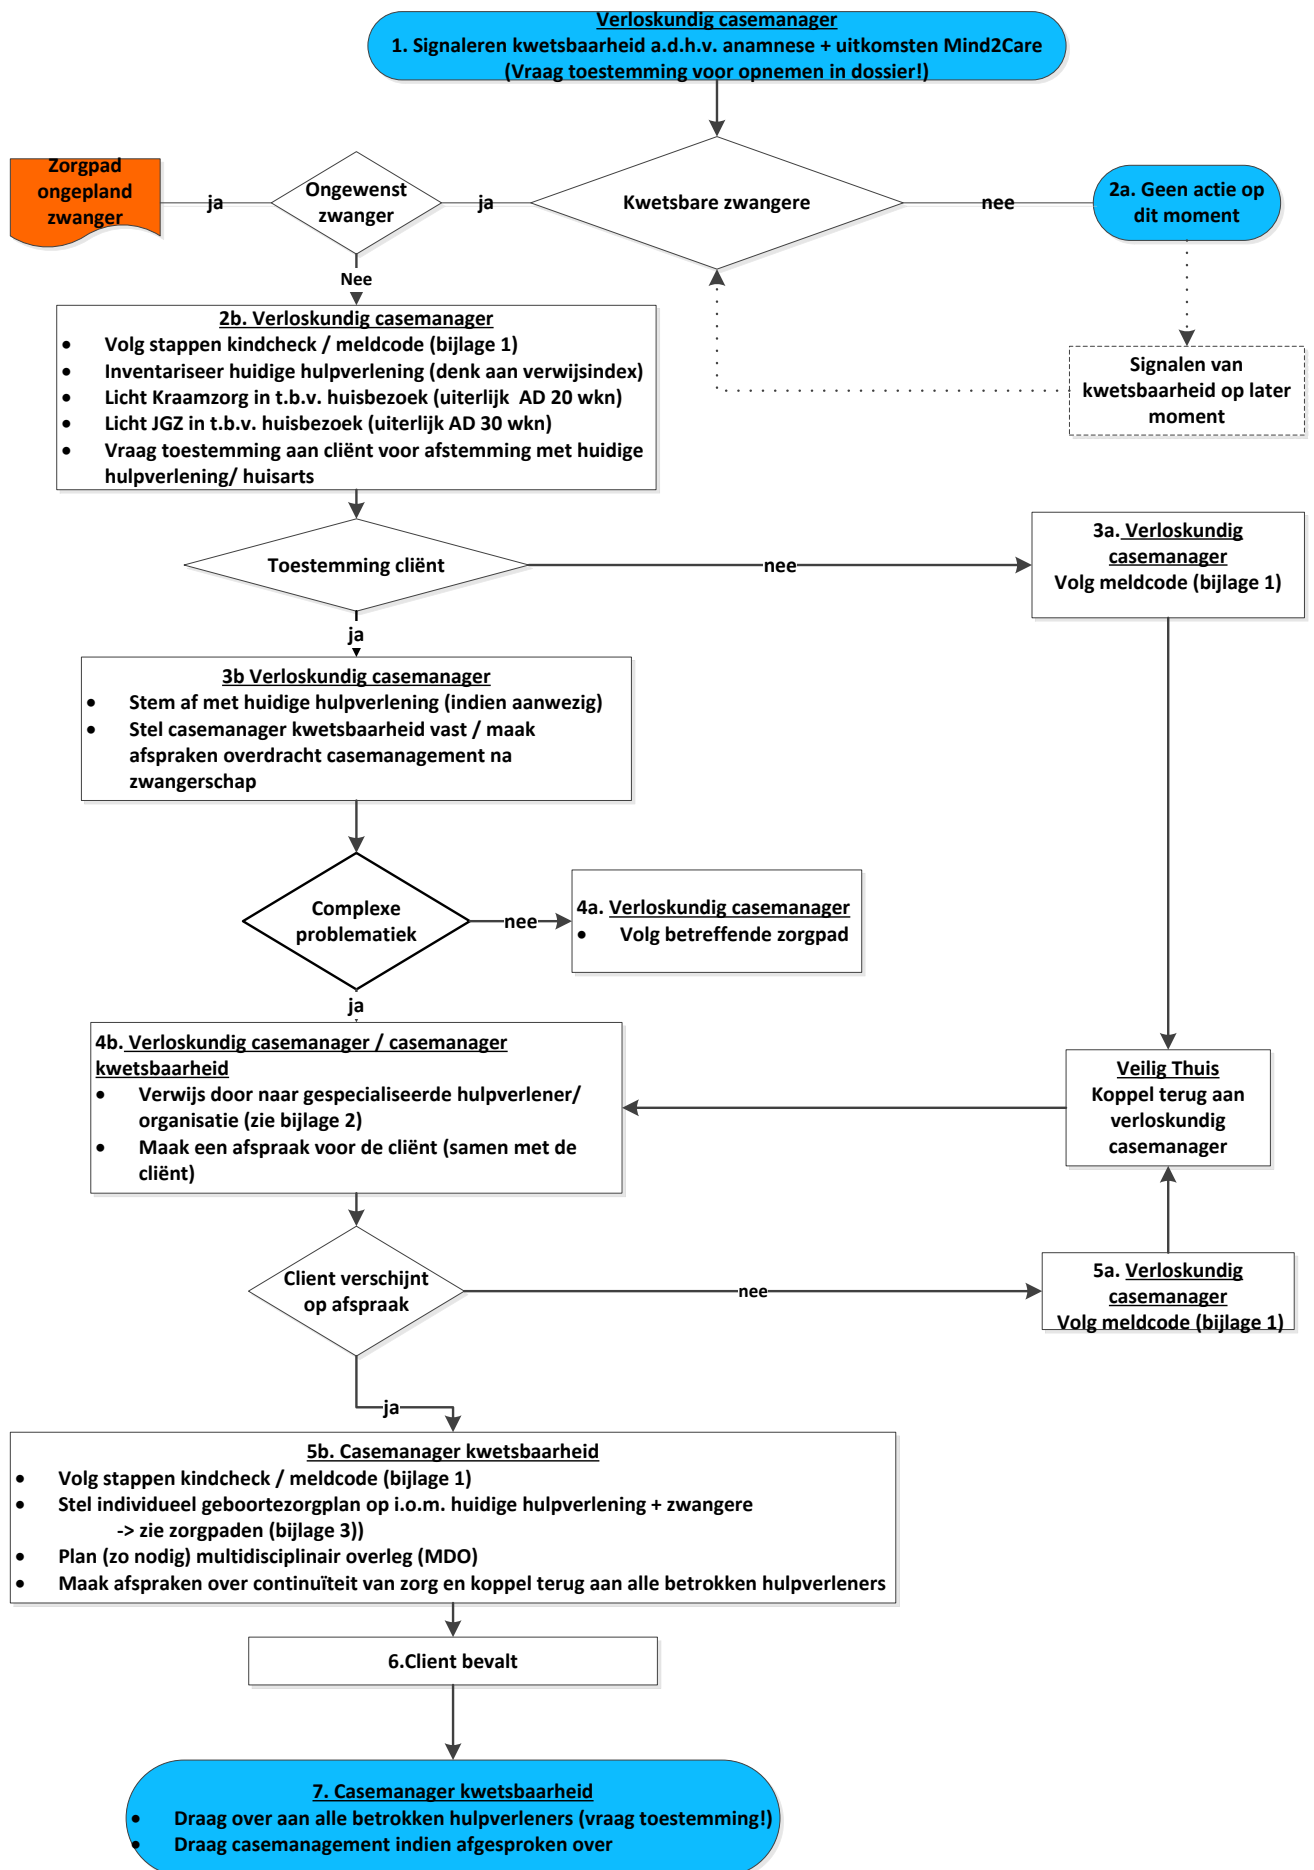 Verloskundig casemanager
1. Signaleren kwetsbaarheid a.d.h.v. anamnese + uitkomsten Mind2Care
(Vraag toestemming voor opnemen in dossier!)
Zorgpad
ongepland
zwanger
ja
Ongewenst
zwanger
ja
Kwetsbare zwangere
nee
2a. Geen actie op
dit moment
Nee
Signalen van
kwetsbaarheid op later
moment
2b. Verloskundig casemanager
• Volg stappen kindcheck / meldcode (bijlage 1)
• Inventariseer huidige hulpverlening (denk aan verwijsindex)
• Licht Kraamzorg in t.b.v. huisbezoek (uiterlijk AD 20 wkn)
• Licht JGZ in t.b.v. huisbezoek (uiterlijk AD 30 wkn)
• Vraag toestemming aan cliënt voor afstemming met huidige
hulpverlening/ huisarts
Toestemming cliënt
nee
3a. Verloskundig
casemanager
Volg meldcode (bijlage 1)
ja
3b Verloskundig casemanager
• Stem af met huidige hulpverlening (indien aanwezig)
• Stel casemanager kwetsbaarheid vast / maak
afspraken overdracht casemanagement na
zwangerschap
Complexe
problematiek
nee
4a. Verloskundig casemanager
• Volg betreffende zorgpad
ja
4b. Verloskundig casemanager / casemanager
kwetsbaarheid
• Verwijs door naar gespecialiseerde hulpverlener/
organisatie (zie bijlage 2)
• Maak een afspraak voor de cliënt (samen met de
cliënt)
Veilig Thuis
Koppel terug aan
verloskundig
casemanager
Client verschijnt
op afspraak
nee
5a. Verloskundig
casemanager
Volg meldcode (bijlage 1)
ja
5b. Casemanager kwetsbaarheid
• Volg stappen kindcheck / meldcode (bijlage 1)
• Stel individueel geboortezorgplan op i.o.m. huidige hulpverlening + zwangere
-> zie zorgpaden (bijlage 3))
• Plan (zo nodig) multidisciplinair overleg (MDO)
• Maak afspraken over continuïteit van zorg en koppel terug aan alle betrokken hulpverleners
6.Client bevalt
7. Casemanager kwetsbaarheid
• Draag over aan alle betrokken hulpverleners (vraag toestemming!)
• Draag casemanagement indien afgesproken over